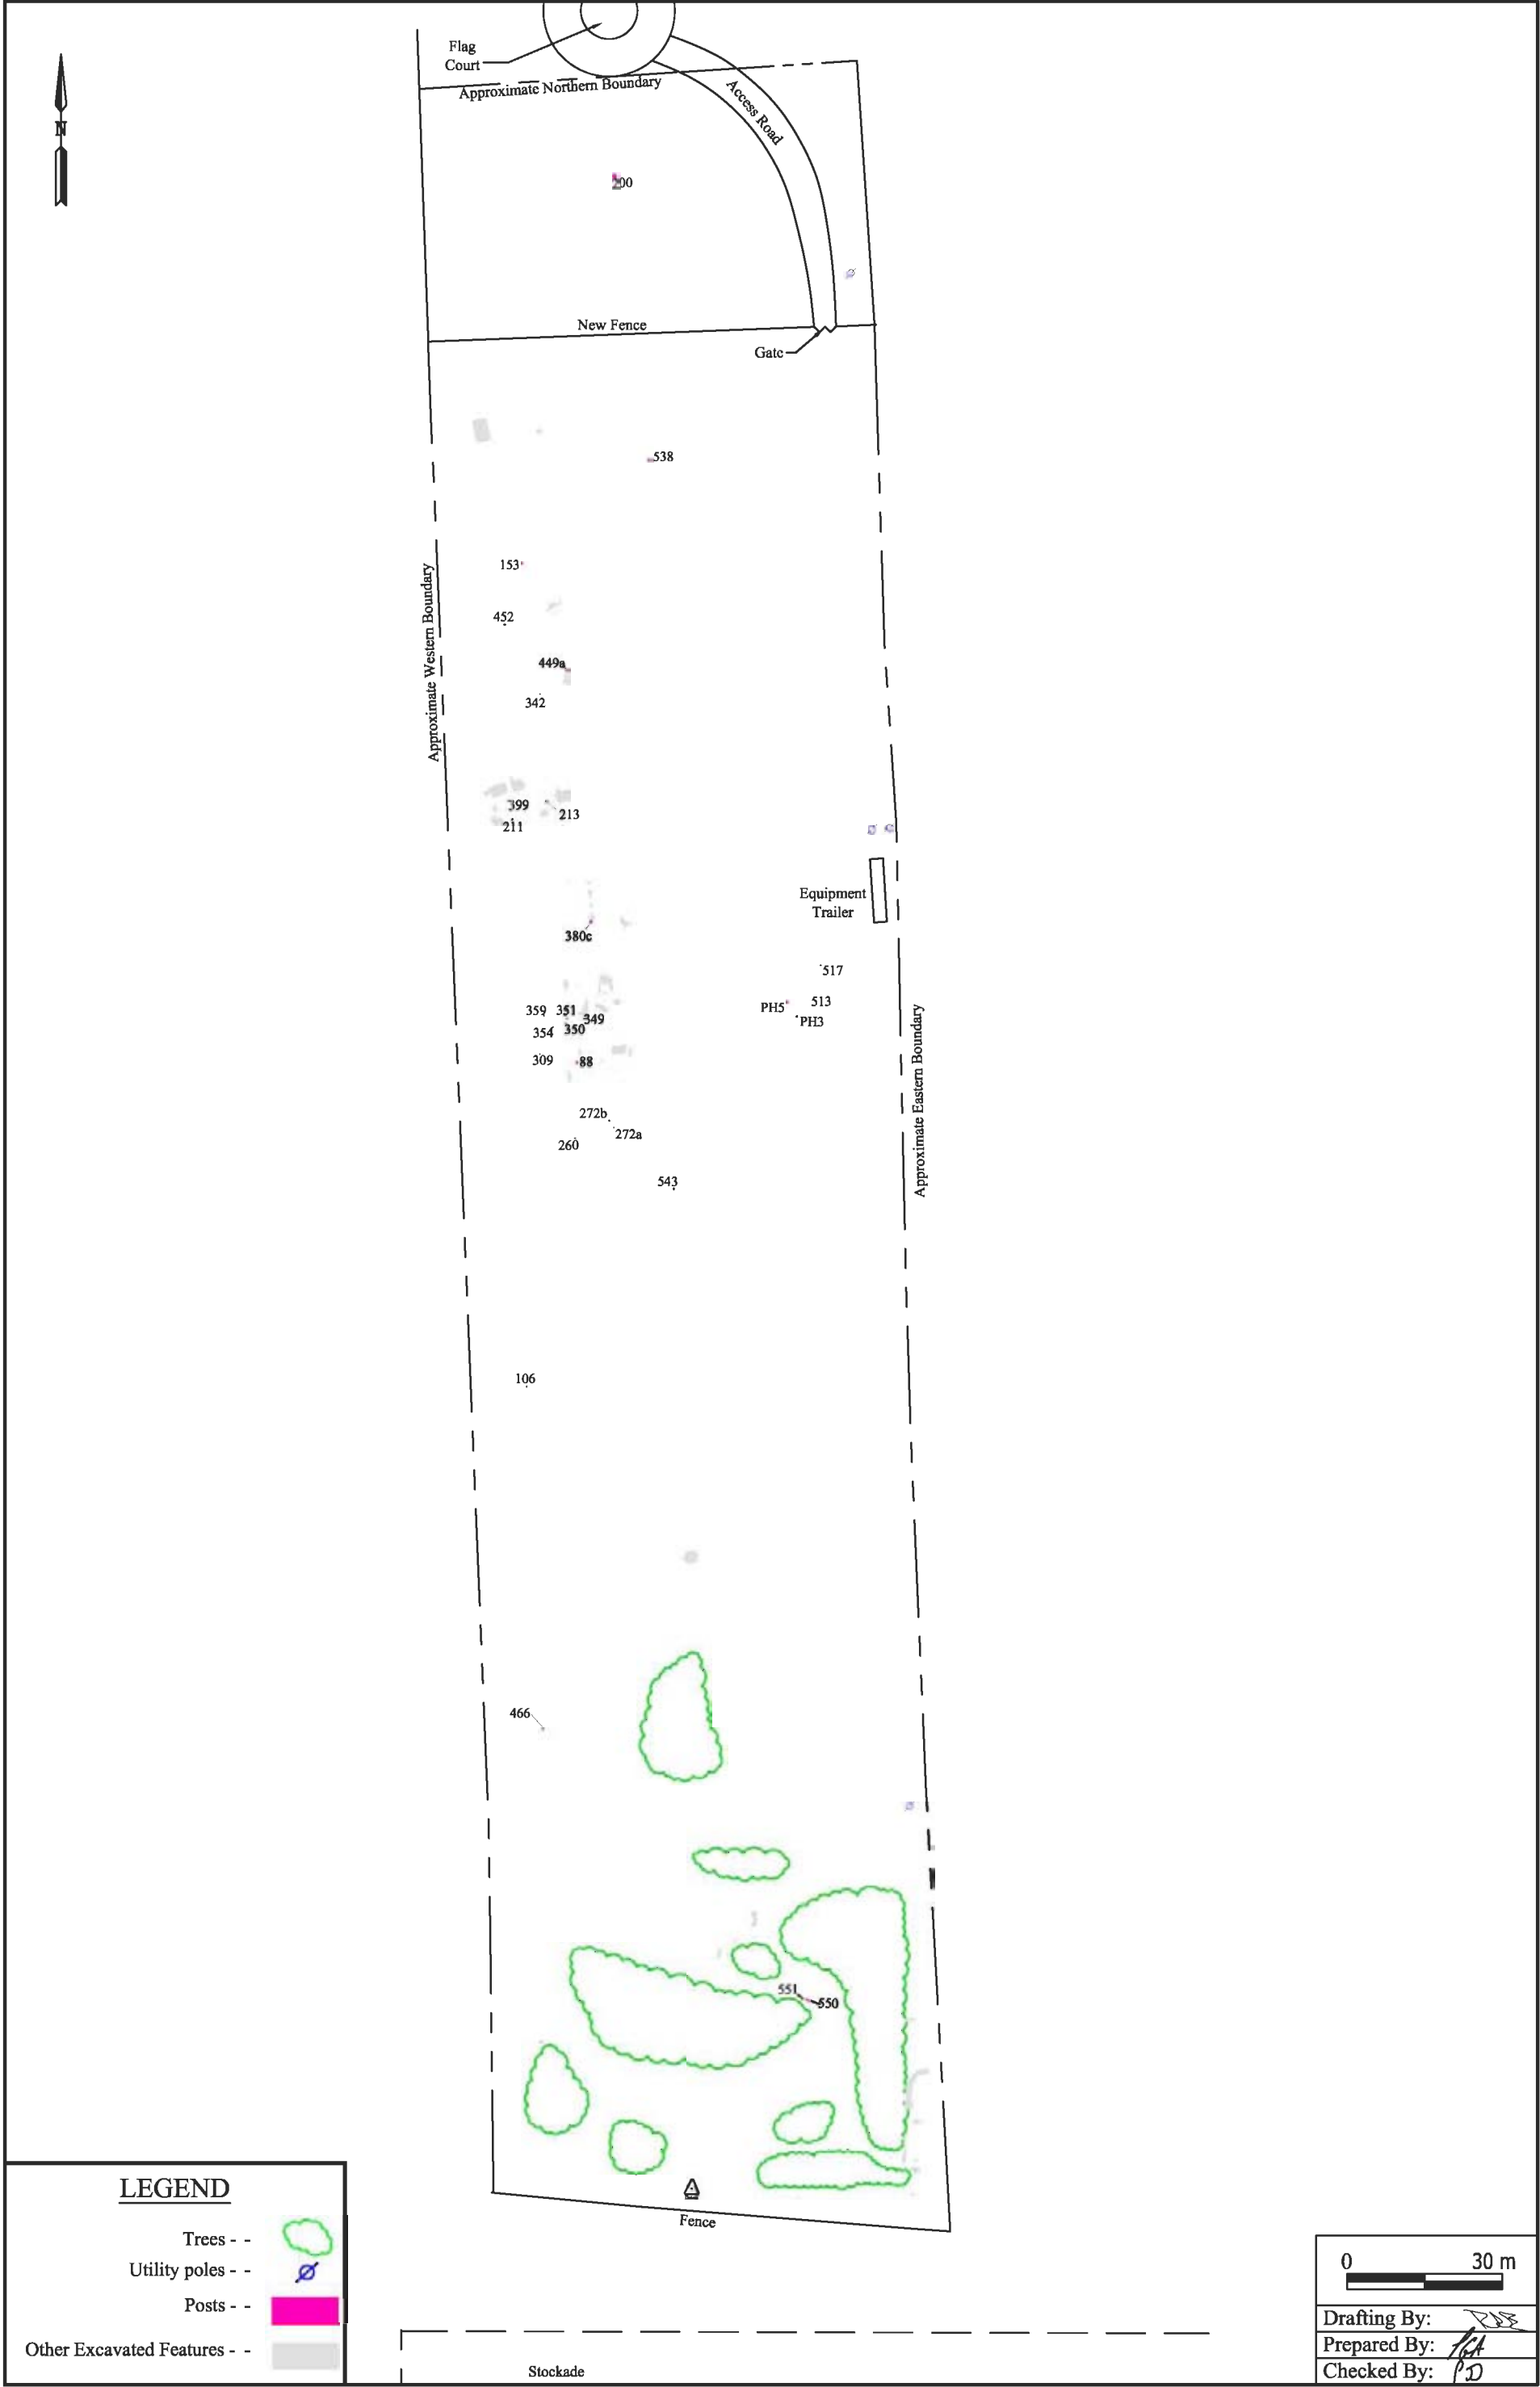 Flag
Court
Approximate Northern Boundary
Access Road
N
200
New Fence
Gate
538
153
452
Approximate Western Boundary
449a
342
399
213
211
Equipment
Trailer
380c
517
359 351
513
PH5
349
PH3
354 350
309 88
Approximate Eastern Boundary
272b
272a
260
543
106
466
551
550
Fence
LEGEND
Trees - -
Utility poles - -
Posts - -
Other Excavated Features - -
0 30 m
Drafting By:
Prepared By:
Checked By:
Stockade